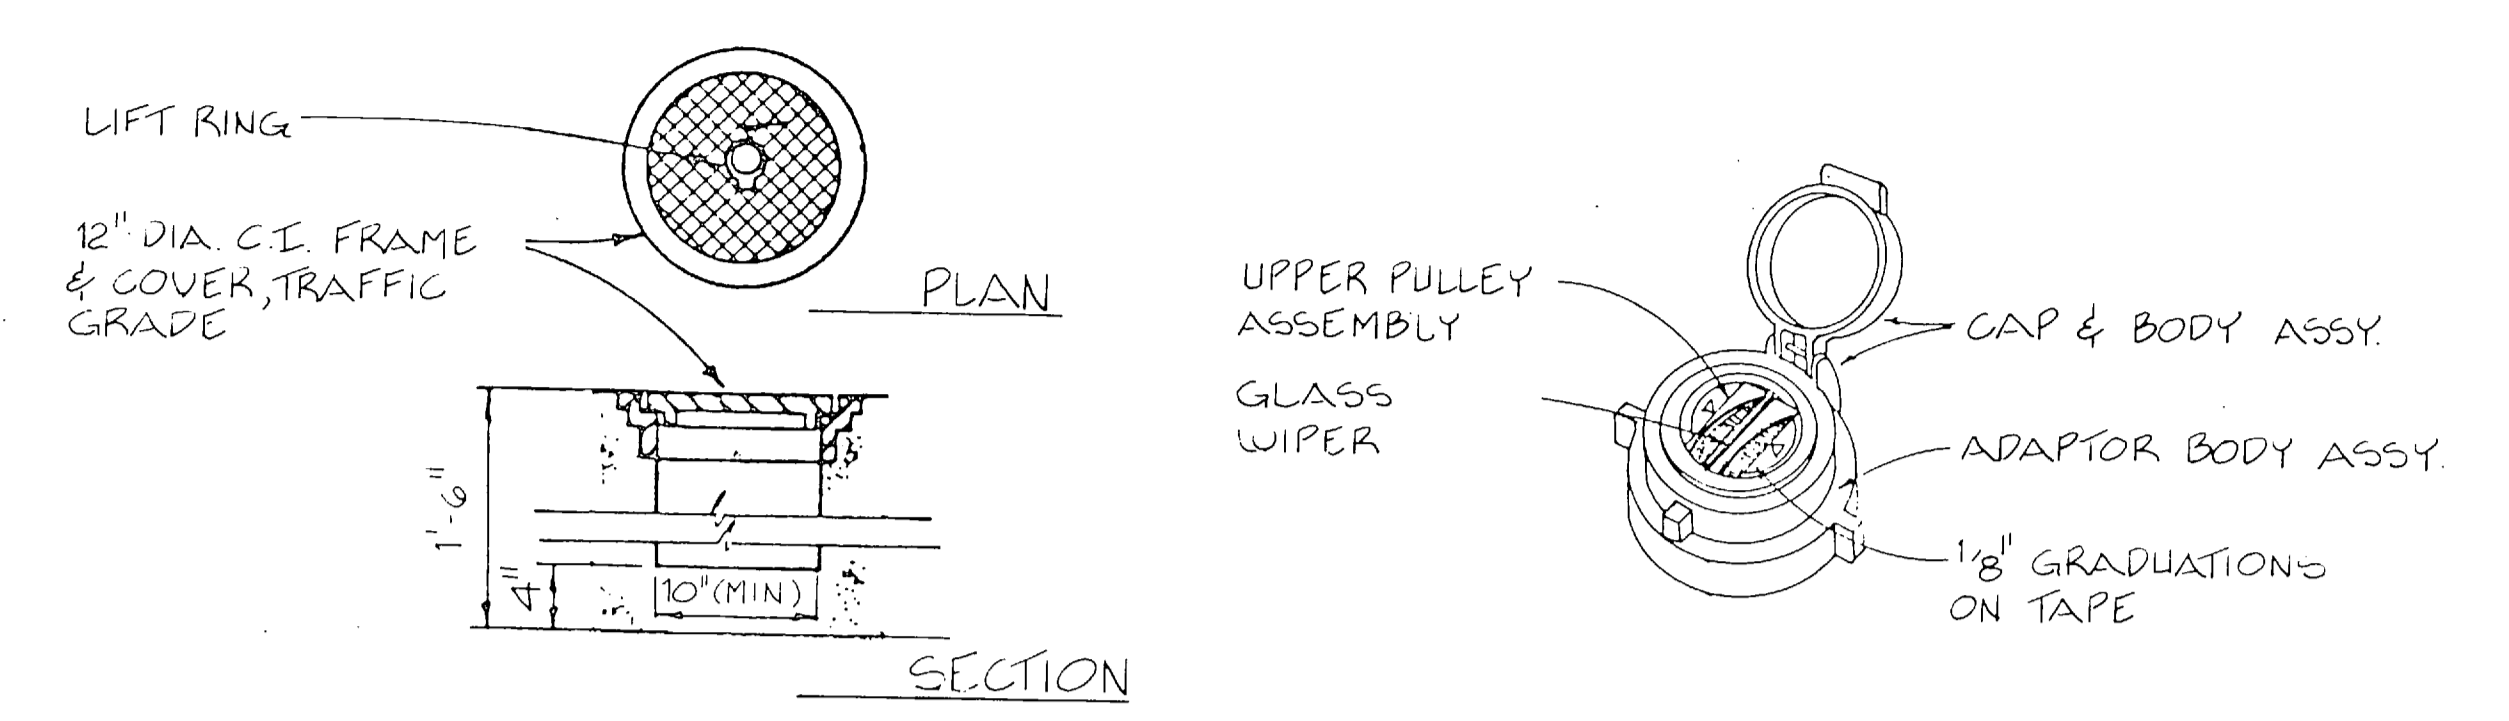 LIFT RING
12" DIA. C.I. FRAME
& COVER, TRAFFIC
GRADE
PLAN
1'-6"
4"
10" (MIN)
SECTION
UPPER PULLEY
ASSEMBLY
GLASS
WIPER
CAP & BODY ASSY.
ADAPTOR BODY ASSY.
1/8" GRADUATIONS
ON TAPE